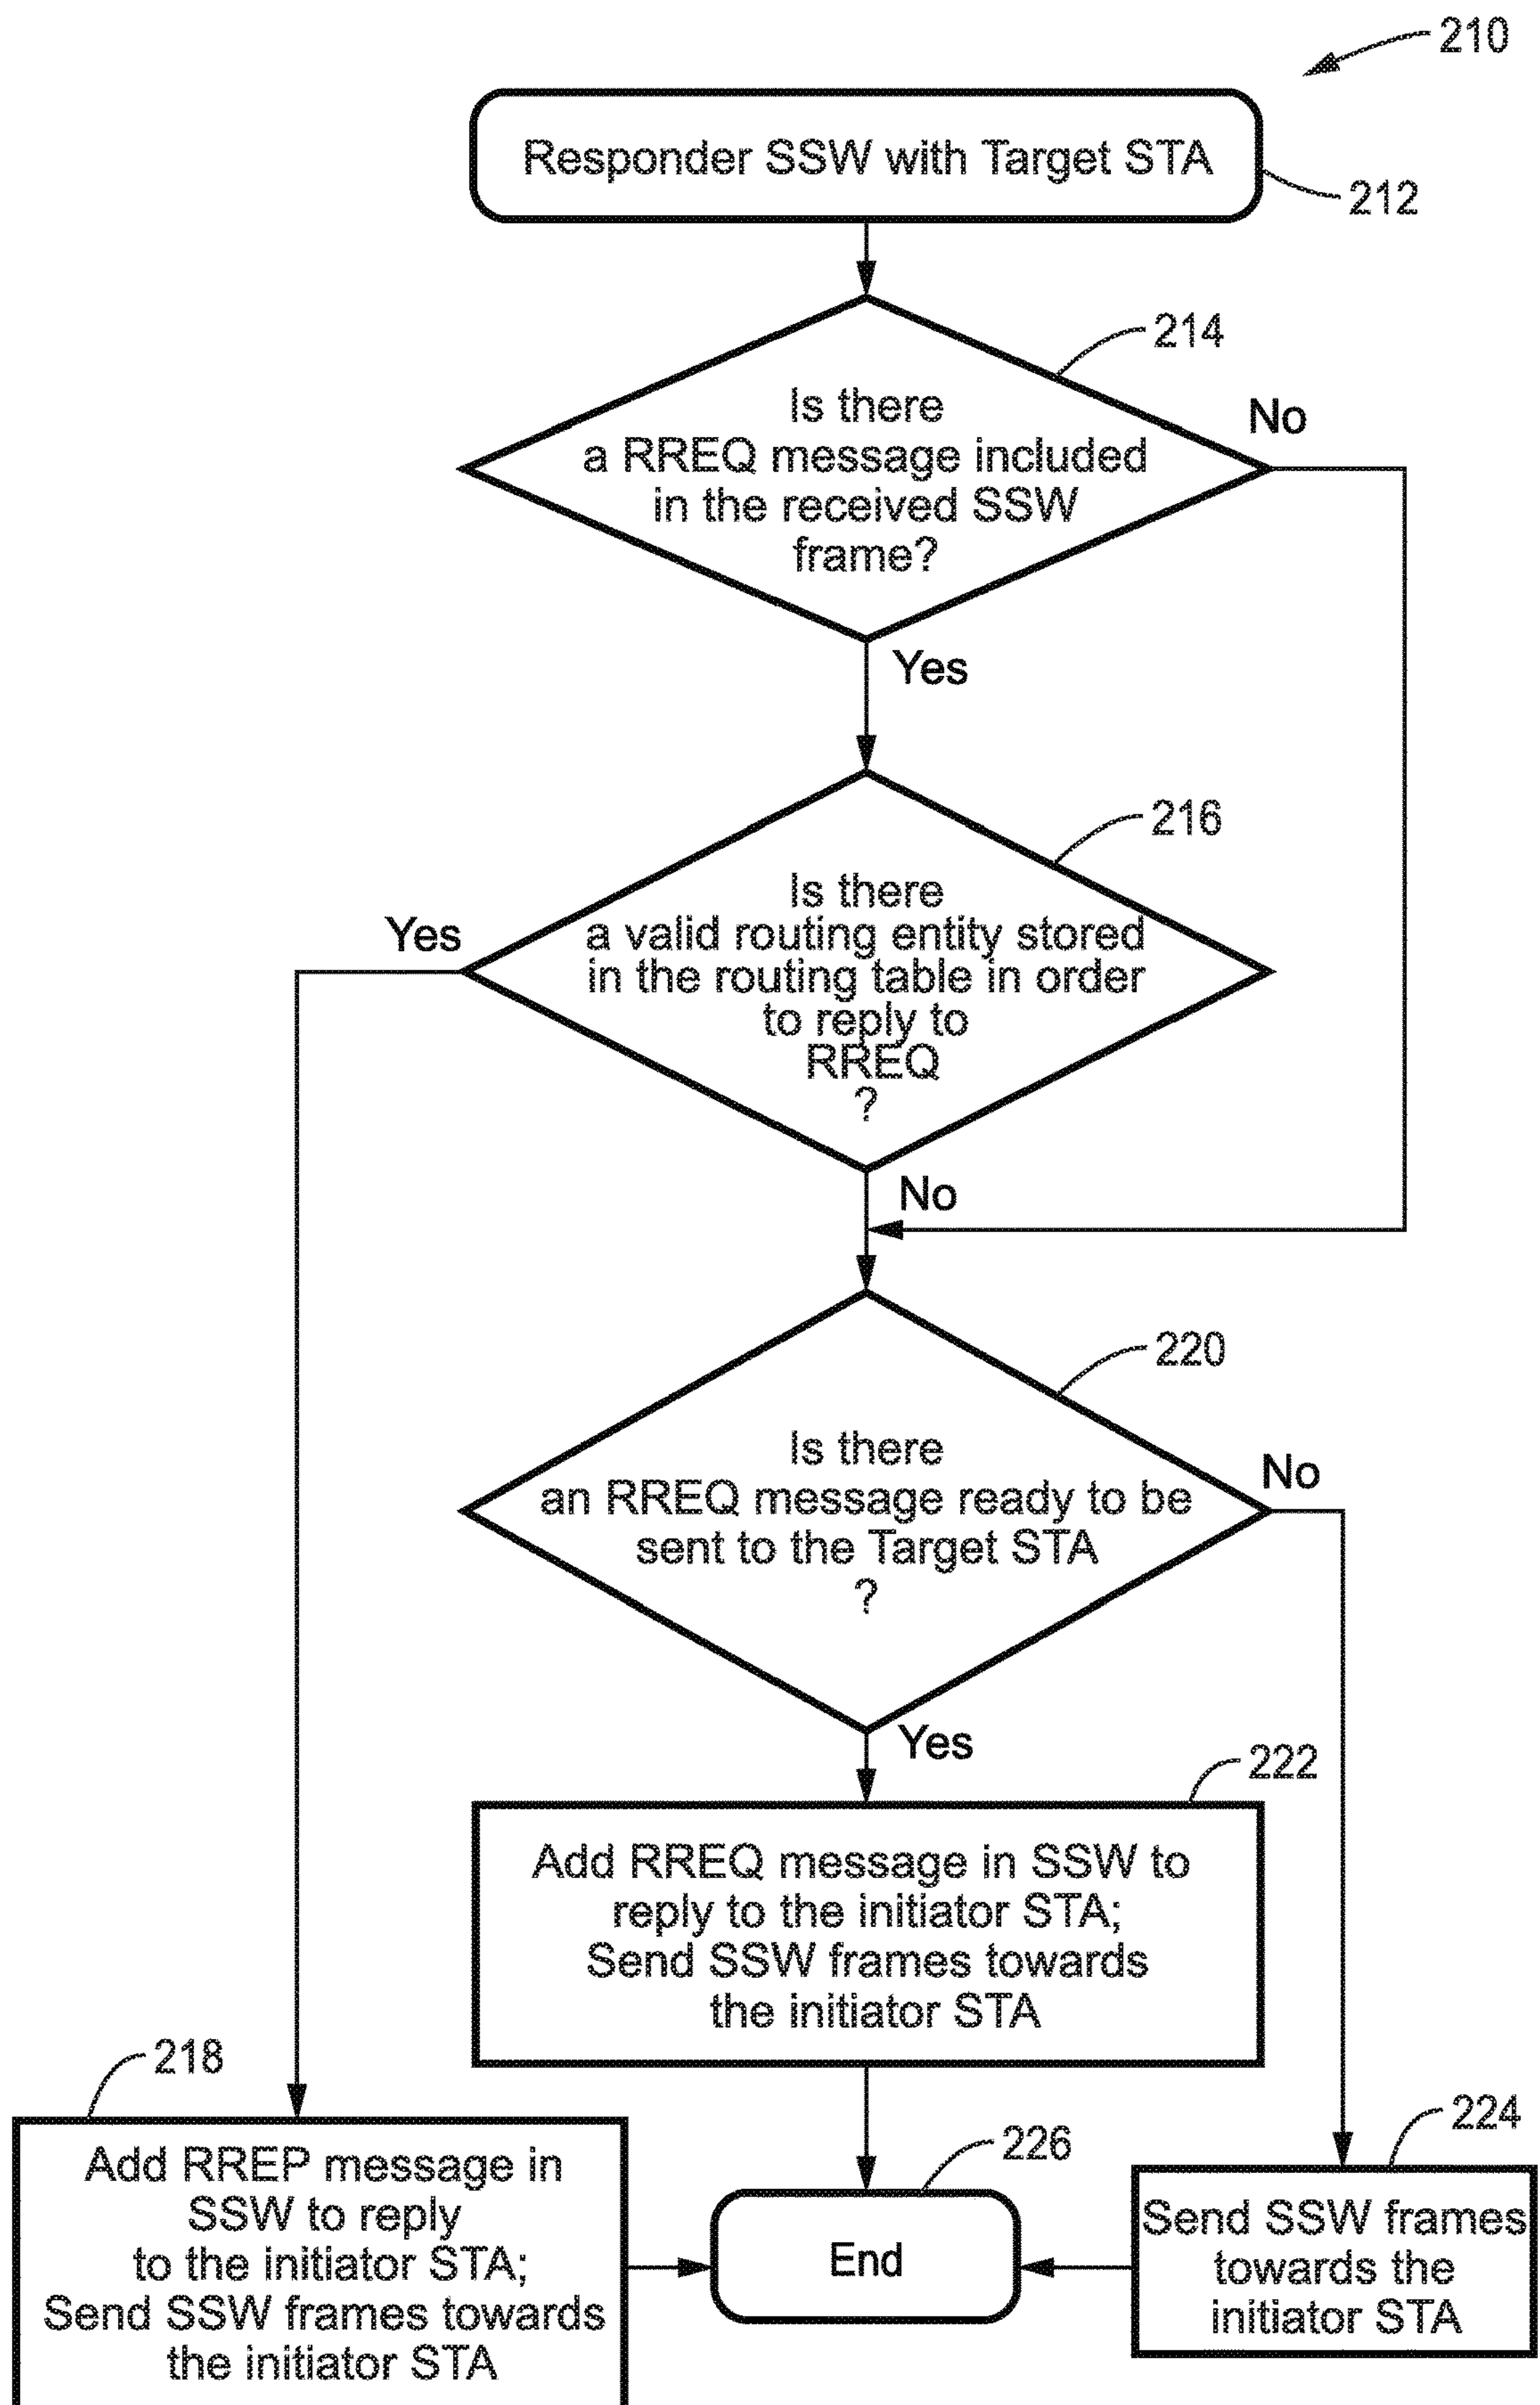 210
Responder SSW with Target STA
212
214
Is there
a RREQ message included
in the received SSW
frame?
No
Yes
216
Is there
a valid routing entity stored
in the routing table in order
to reply to
RREQ
?
Yes
No
220
Is there
an RREQ message ready to be
sent to the Target STA
?
No
Yes
222
Add RREQ message in SSW to
reply to the initiator STA;
Send SSW frames towards
the initiator STA
218
Add RREP message in
SSW to reply
to the initiator STA;
Send SSW frames towards
the initiator STA
226
End
224
Send SSW frames
towards the
initiator STA